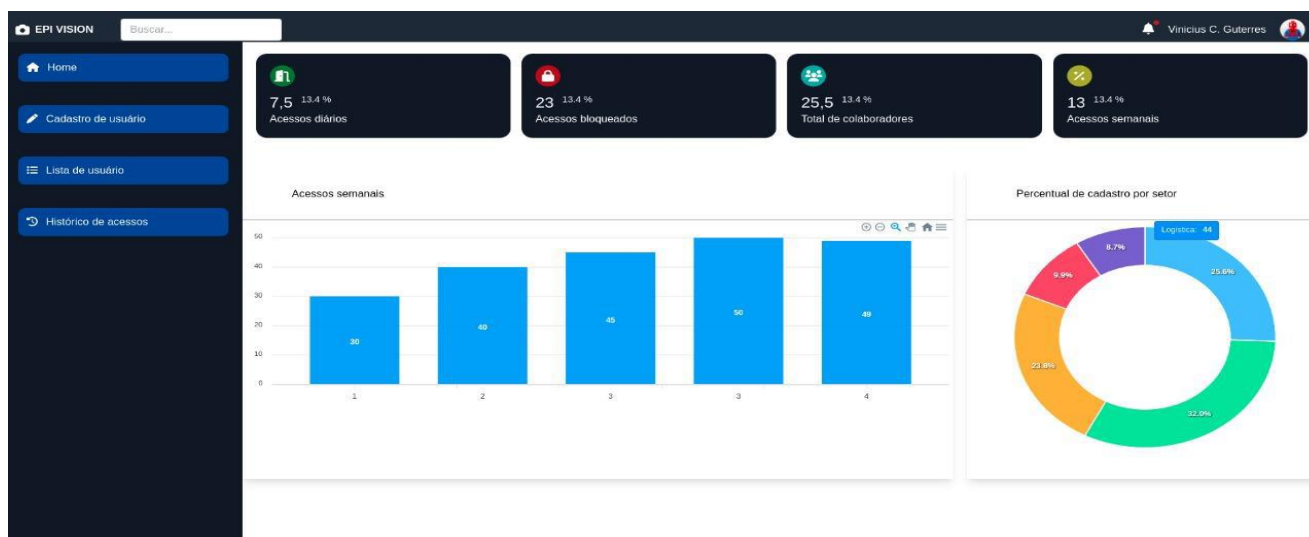 EPI VISION
Buscar...
Vinicius C. Guterres
Home
Cadastro de usuário
Lista de usuário
Histórico de acessos
7,5 13.4 %
Acessos diários
23 13.4 %
Acessos bloqueados
25,5 13.4 %
Total de colaboradores
13 13.4 %
Acessos semanais
Acessos semanais
50
40
30
20
10
0
30
40
45
50
49
1
2
3
3
4
Percentual de cadastro por setor
Logística: 44
8.7%
25.6%
9.9%
23.8%
32.0%